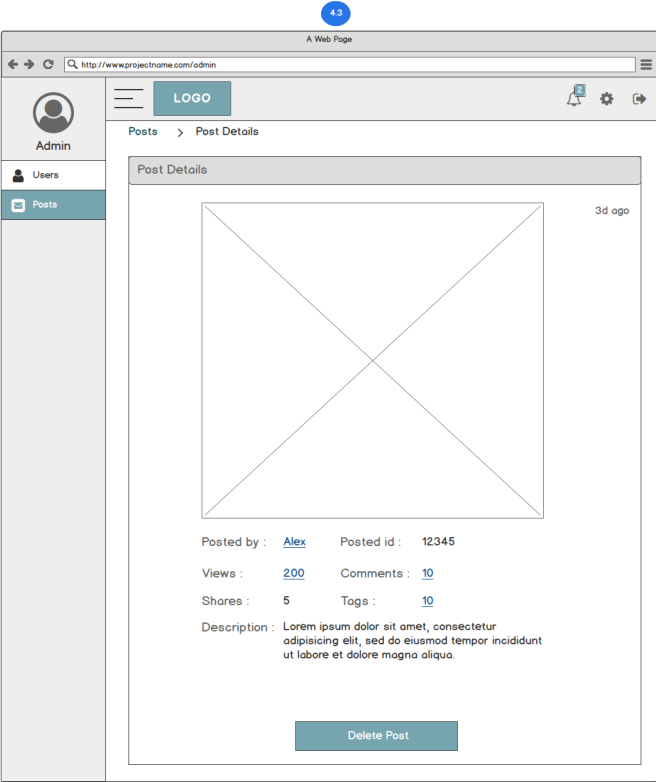 4.3
A Web Page
http://www.projectname.com/admin
LOGO
2
Admin
Posts > Post Details
Users
Posts
Post Details
3d ago
Posted by : Alex Posted id : 12345
Views : 200 Comments : 10
Shares : 5 Tags : 10
Description : Lorem ipsum dolor sit amet, consectetur
adipisicing elit, sed do eiusmod tempor incididunt
ut labore et dolore magna aliqua.
Delete Post